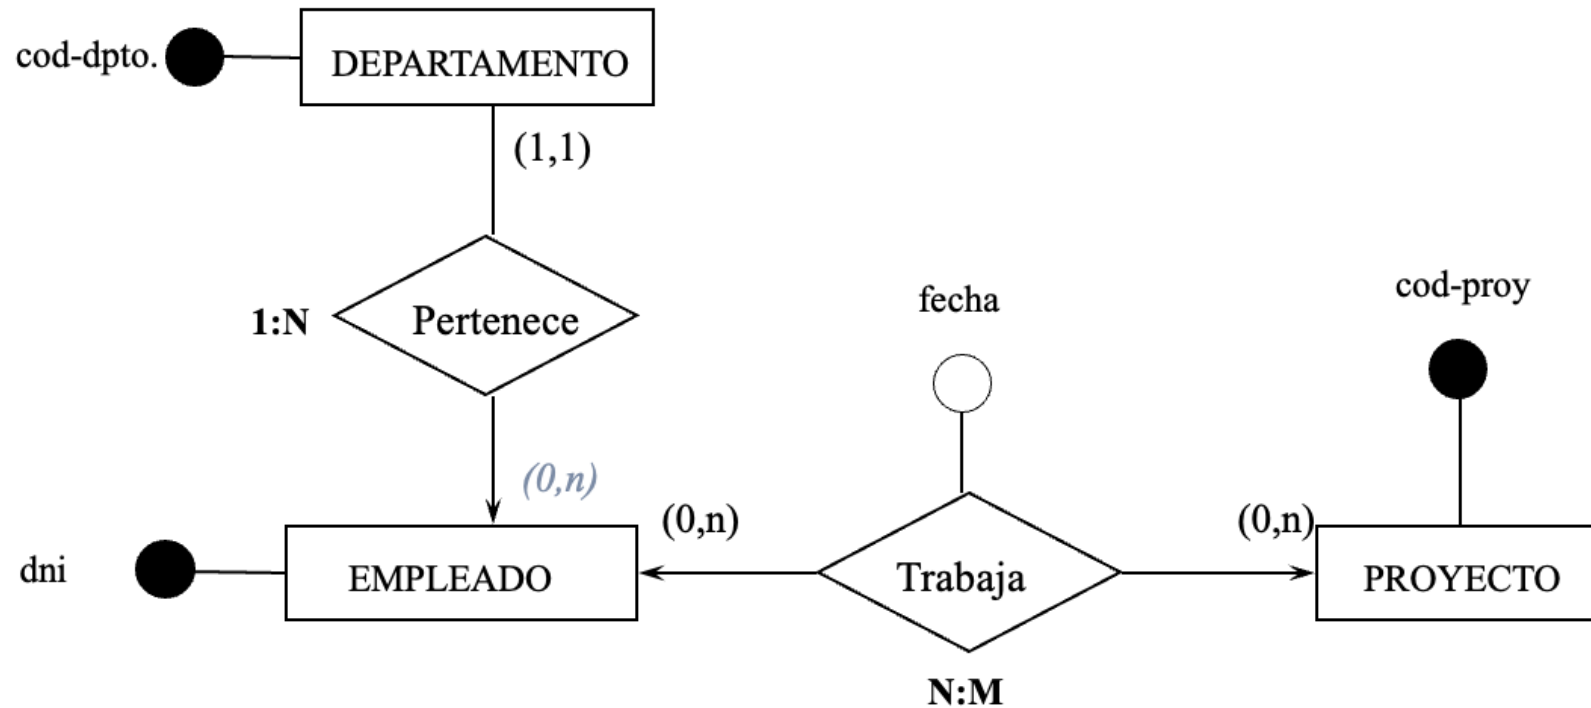 cod-dpto.
DEPARTAMENTO
(1,1)
1:N
Pertenece
fecha
cod-proy
(0,n)
(0,n)
(0,n)
dni
EMPLEADO
Trabaja
PROYECTO
N:M